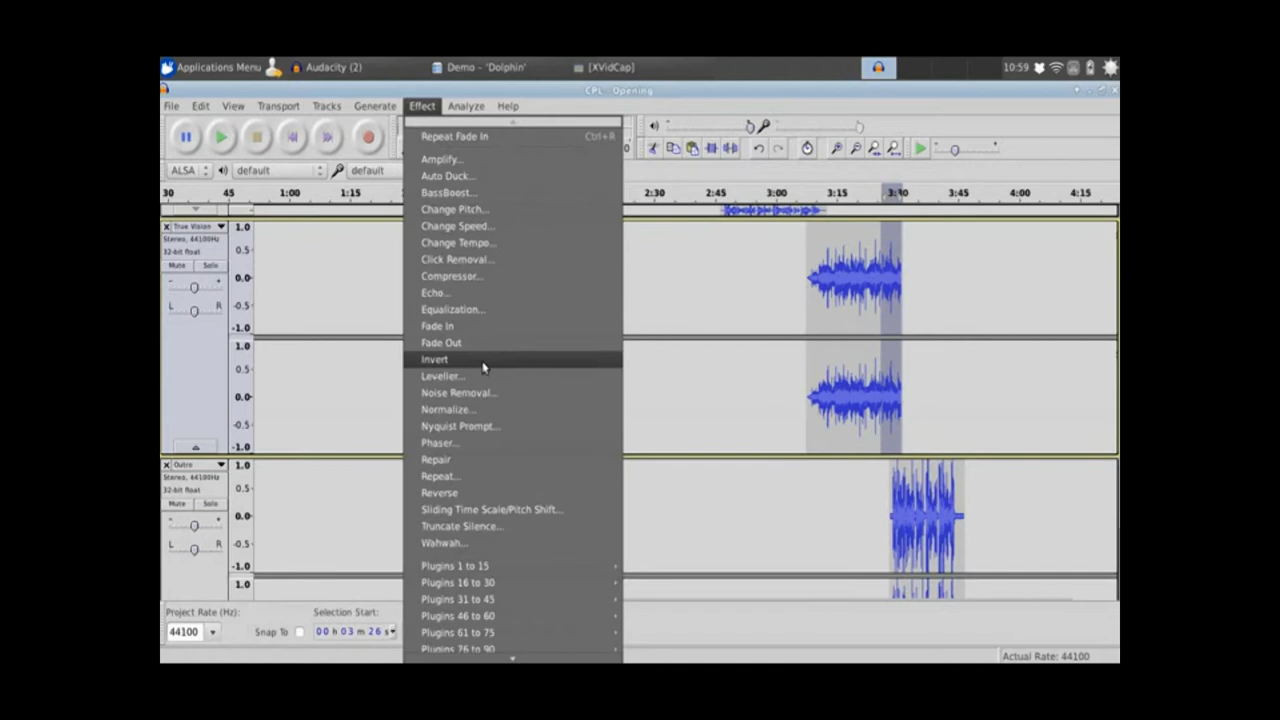 Applications Menu Audacity (2) Demo - 'Dolphin' [XVidCap] 10:59
CPL Opening
File Edit View Transport Tracks Generate Effect Analyze Help
Repeat Fade In Ctrl+R
Amplify...
Auto Duck...
BassBoost...
ALSA default default
Change Pitch...
Change Speed...
Change Tempo...
Click Removal...
Compressor...
Echo...
Equalization...
Fade In
Fade Out
Invert
Leveller...
Noise Removal...
Normalize...
Nyquist Prompt...
Phaser...
Repair
Repeat...
Reverse
Sliding Time Scale/Pitch Shift...
Truncate Silence...
Wahwah...
Plugins 1 to 15
Plugins 16 to 30
Plugins 31 to 45
Plugins 46 to 60
Plugins 61 to 75
Plugins 76 to 90
30 45 1:00 1:15 2:30 2:45 3:00 3:15 3:30 3:45 4:00 4:15
True Vision 1.0
Stereo, 44100Hz
32-bit float 0.5
Mute Solo
- + 0.0
L R -0.5
-1.0
1.0
0.5
0.0
-0.5
-1.0
Outro 1.0
Stereo, 44100Hz
32-bit float 0.5
Mute Solo
- + 0.0
L R -0.5
-1.0
1.0
Project Rate (Hz): Selection Start:
44100 Snap To 00 h 03 m 26 s
Actual Rate: 44100